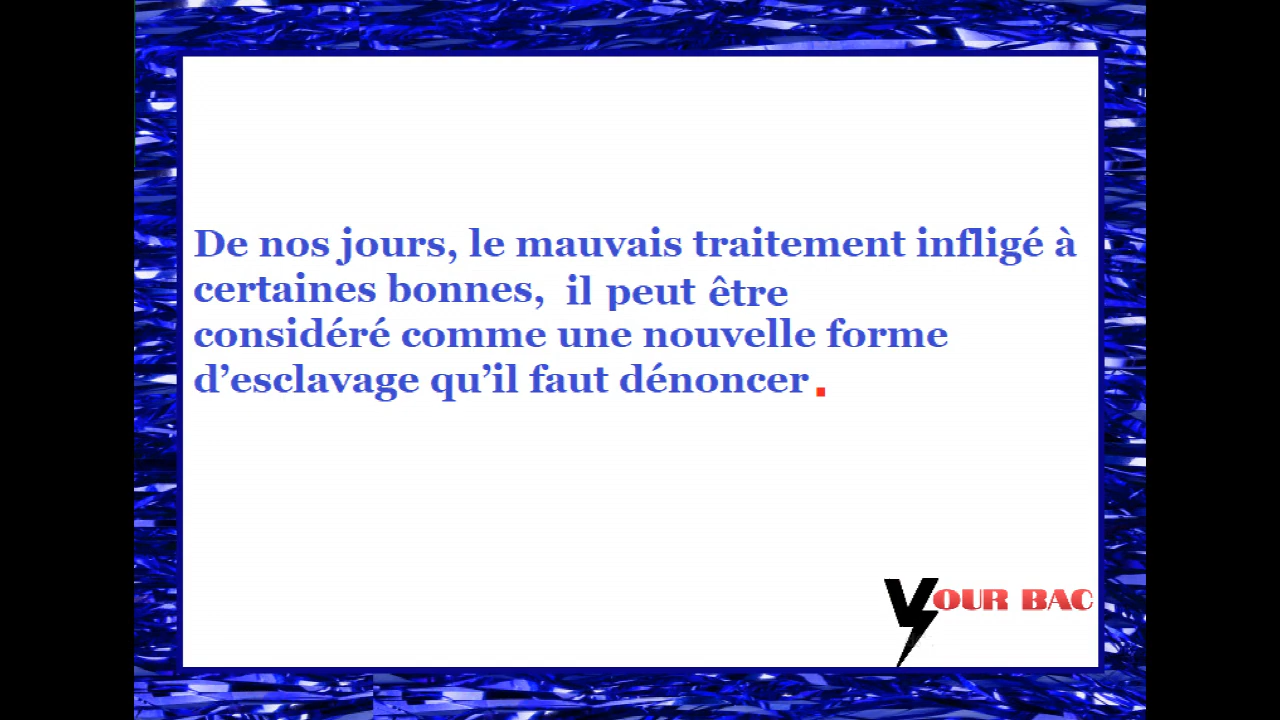 De nos jours, le mauvais traitement infligé à
certaines bonnes, il peut être
considéré comme une nouvelle forme
d’esclavage qu’il faut dénoncer.
YOUR BAC